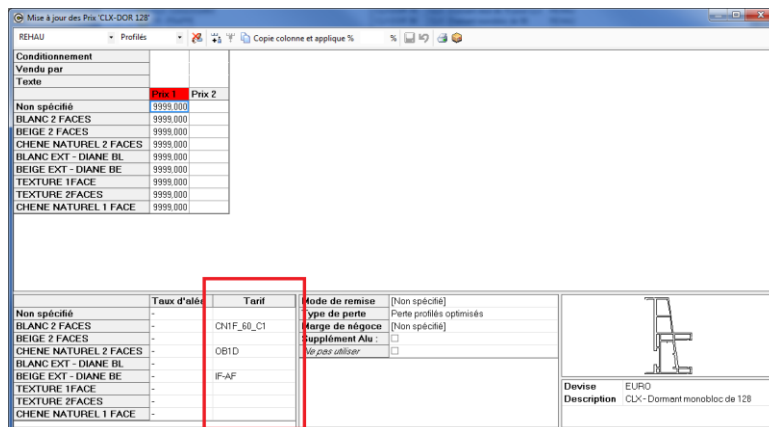 Mise à jour des Prix 'CLX-DOR 128'
REHAU Profilés Copie colonne et applique % %
Conditionnement
Vendu par
Texte
Prix 1 Prix 2
Non spécifié 9999,000
BLANC 2 FACES 9999,000
BEIGE 2 FACES 9999,000
CHENE NATUREL 2 FACES 9999,000
BLANC EXT - DIANE BL 9999,000
BEIGE EXT - DIANE BE 9999,000
TEXTURE 1FACE 9999,000
TEXTURE 2FACES 9999,000
CHENE NATUREL 1 FACE 9999,000
Taux d'aléa Tarif
Non spécifié -
BLANC 2 FACES - CN1F_60_C1
BEIGE 2 FACES -
CHENE NATUREL 2 FACES - OB1D
BLANC EXT - DIANE BL -
BEIGE EXT - DIANE BE - IF-AF
TEXTURE 1FACE -
TEXTURE 2FACES -
CHENE NATUREL 1 FACE -
Mode de remise [Non spécifié]
Type de perte Perte profilés optimisés
Marge de négoce [Non spécifié]
Supplément Alu :
Ne pas utiliser
Devise EURO
Description CLX- Dormant monobloc de 128